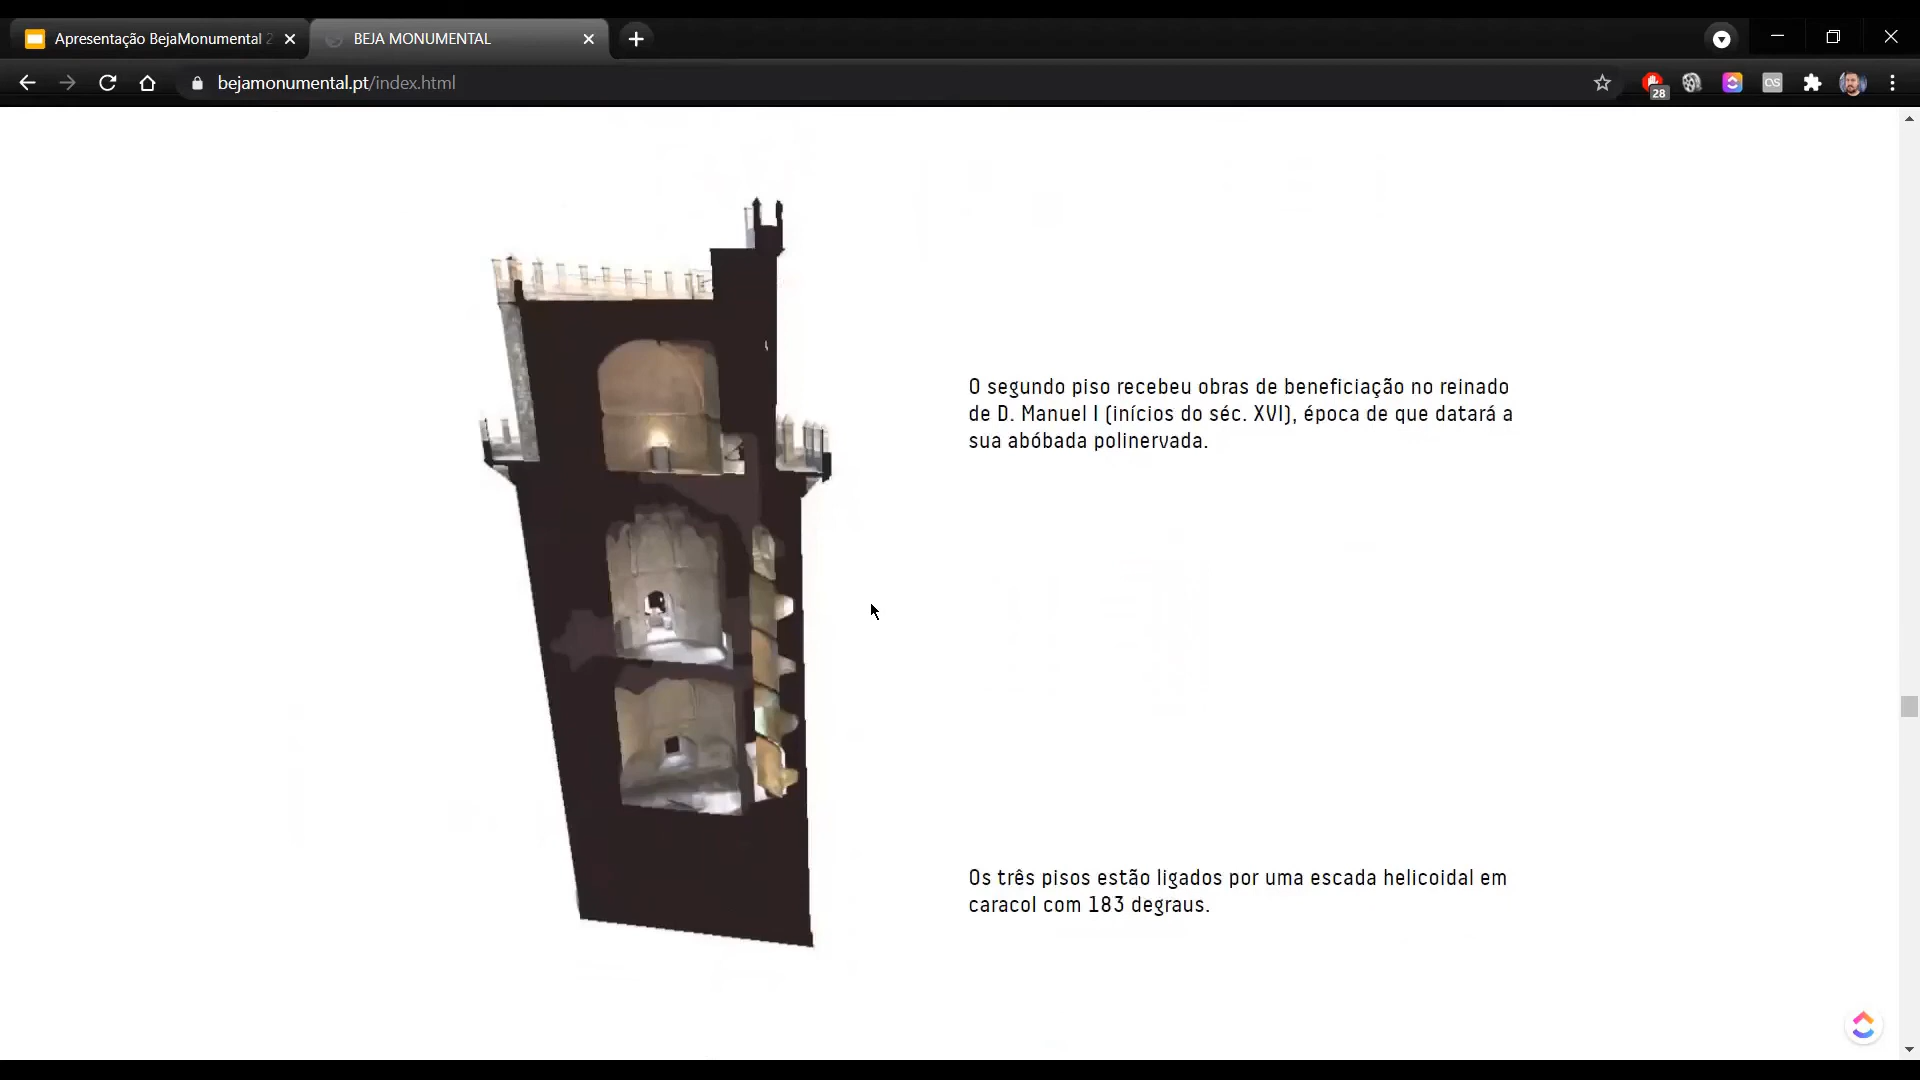 Apresentação BejaMonumental 2
BEJA MONUMENTAL
bejamonumental.pt/index.html
28
O segundo piso recebeu obras de beneficiação no reinado
de D. Manuel I (inícios do séc. XVI), época de que datará a
sua abóbada polinervada.
Os três pisos estão ligados por uma escada helicoidal em
caracol com 183 degraus.